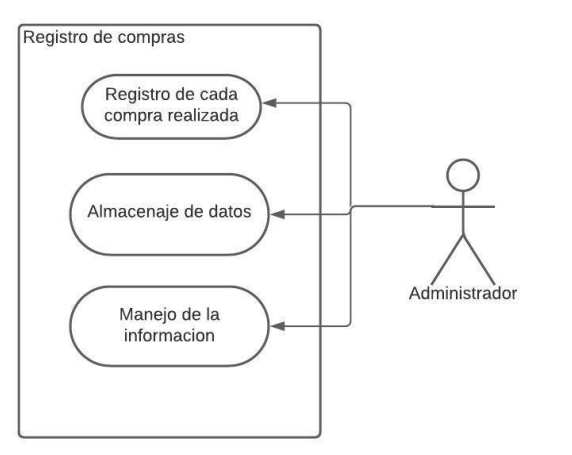 Registro de compras
Registro de cada
compra realizada
Almacenaje de datos
Manejo de la
informacion
Administrador